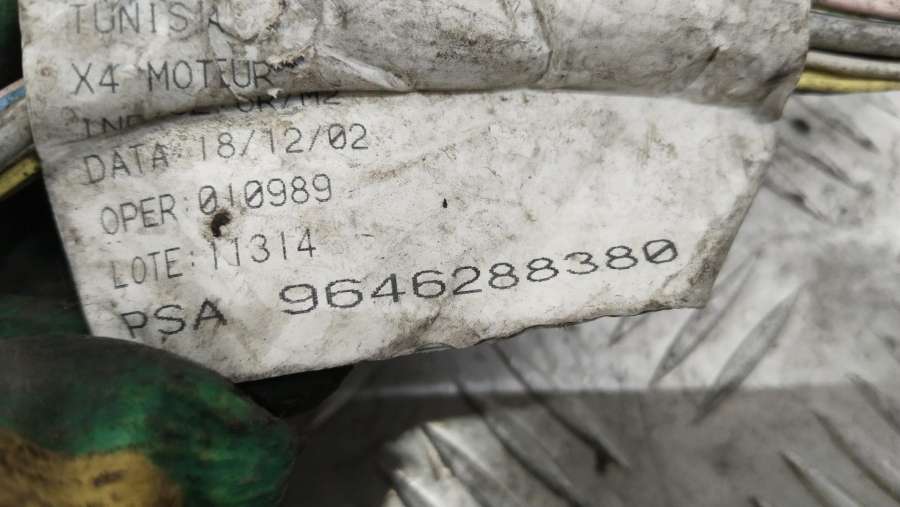 TUNISIA
X4 MOTEUR
DATA: 18/12/02
OPER: 010989
LOTE: 11314
PSA 9646288380